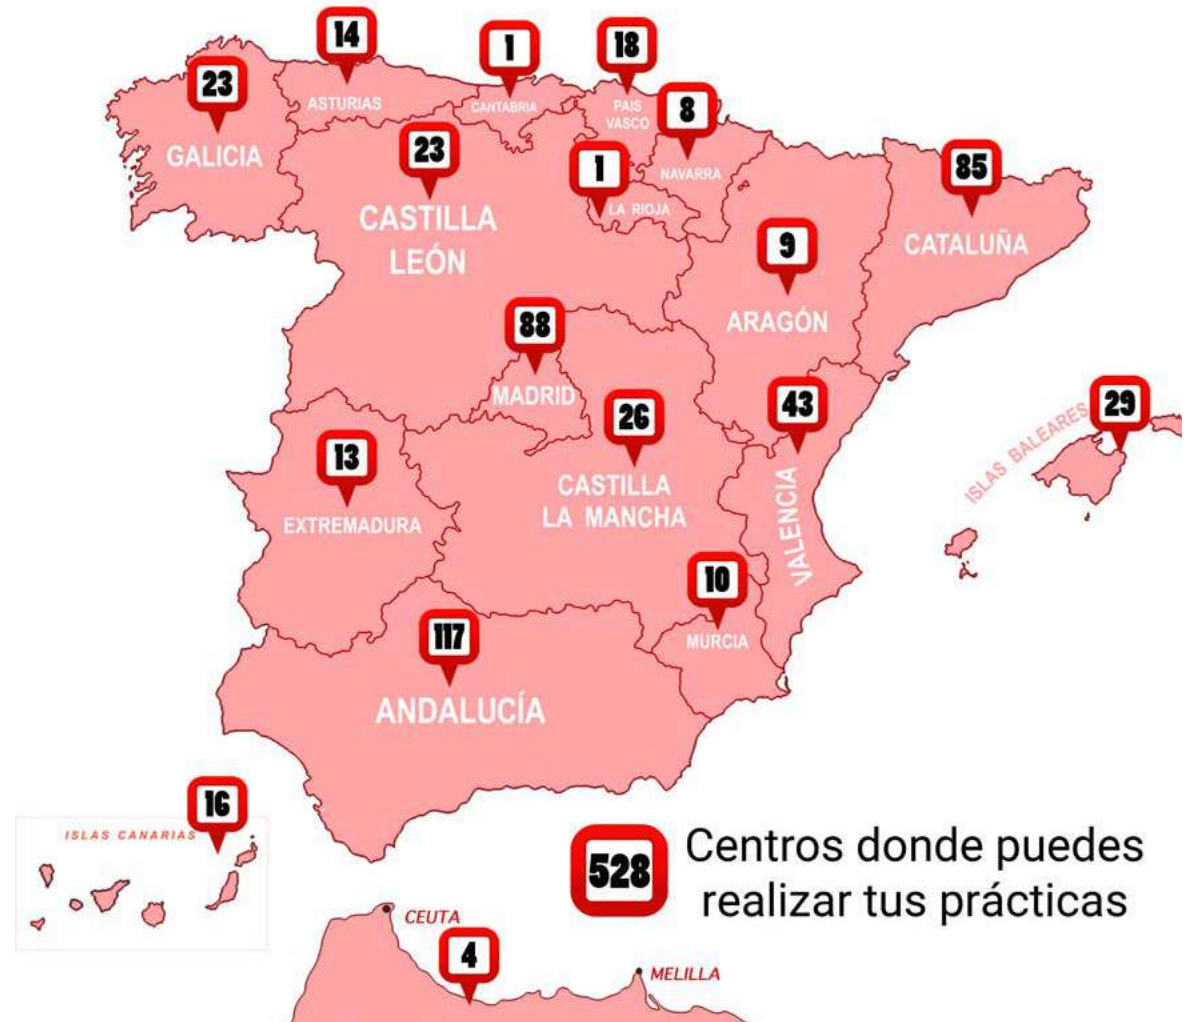 14
ASTURIAS
1
CANTABRIA
18
PAIS
VASCO
23
GALICIA
8
NAVARRA
23
CASTILLA
LEÓN
1
LA RIOJA
85
CATALUÑA
9
ARAGÓN
88
MADRID
43
VALENCIA
29
ISLAS BALEARES
26
CASTILLA
LA MANCHA
13
EXTREMADURA
10
MURCIA
117
ANDALUCÍA
16
ISLAS CANARIAS
528
Centros donde puedes
realizar tus prácticas
CEUTA
4
MELILLA